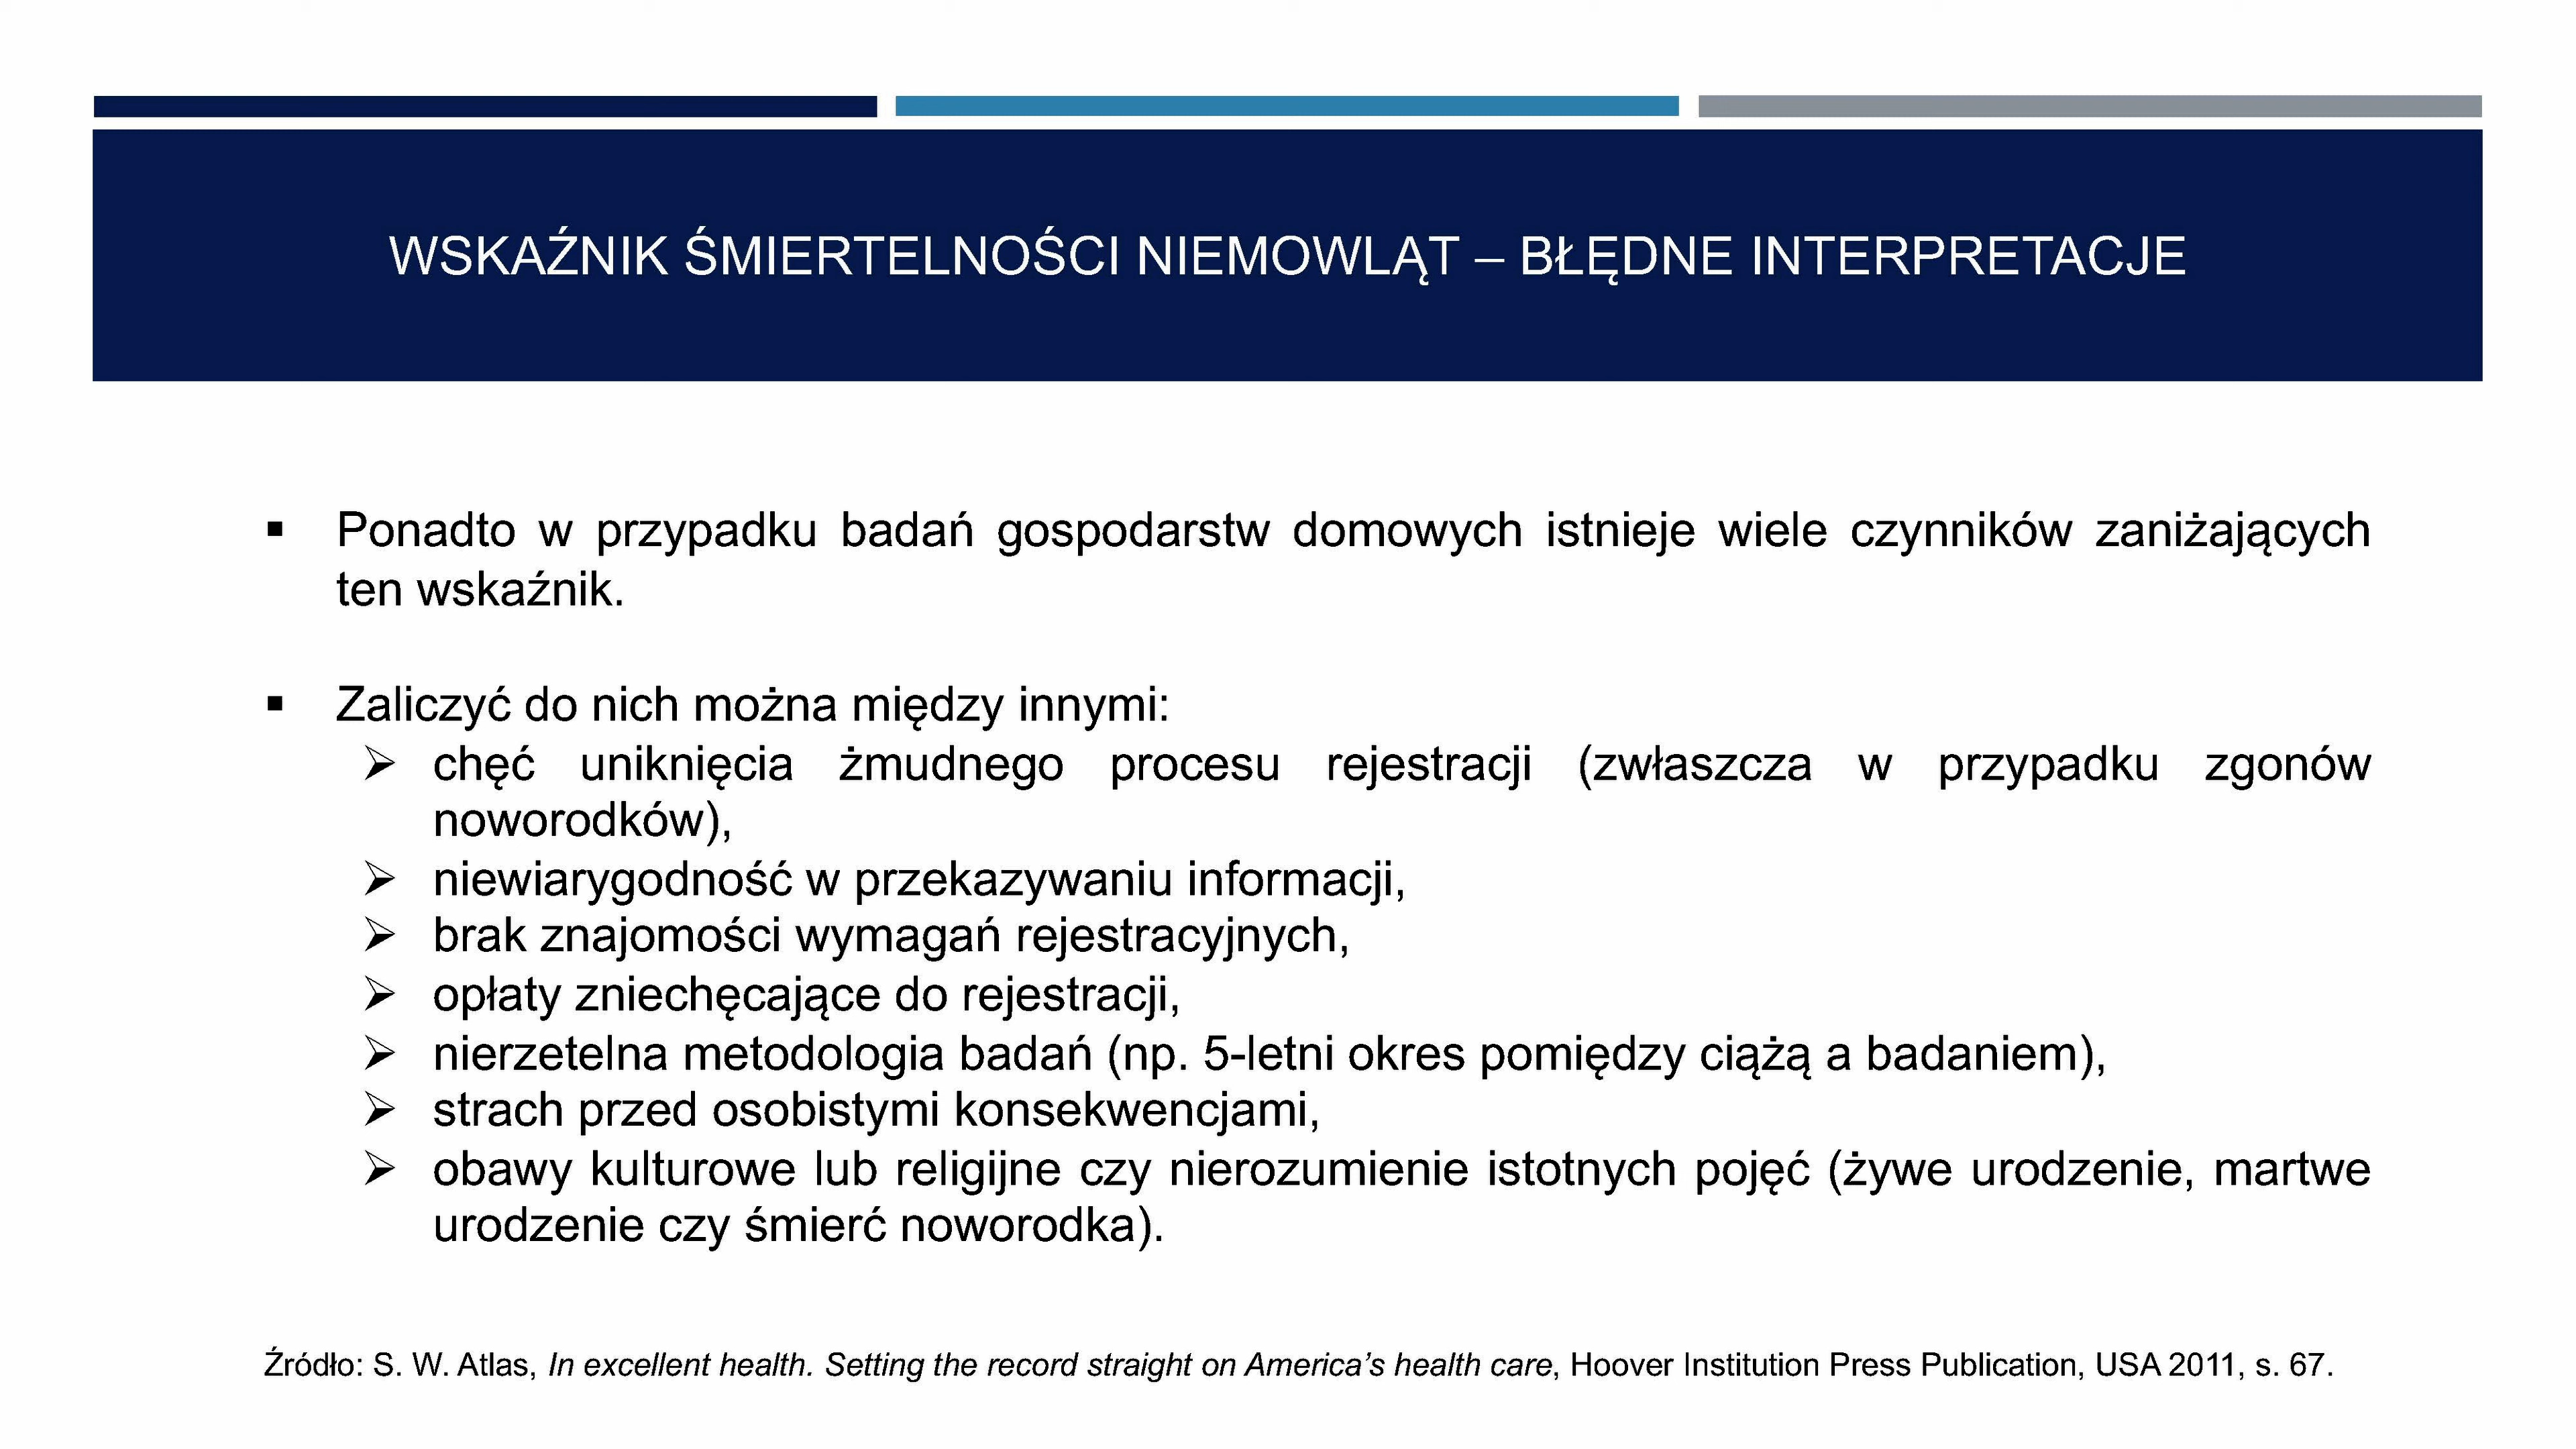 WSKAŹNIK ŚMIERTELNOŚCI NIEMOWLĄT – BŁĘDNE INTERPRETACJE
▪ Ponadto w przypadku badań gospodarstw domowych istnieje wiele czynników zaniżających
ten wskaźnik.
▪ Zaliczyć do nich można między innymi:
➢ chęć uniknięcia żmudnego procesu rejestracji (zwłaszcza w przypadku zgonów
noworodków),
➢ niewiarygodność w przekazywaniu informacji,
➢ brak znajomości wymagań rejestracyjnych,
➢ opłaty zniechęcające do rejestracji,
➢ nierzetelna metodologia badań (np. 5-letni okres pomiędzy ciążą a badaniem),
➢ strach przed osobistymi konsekwencjami,
➢ obawy kulturowe lub religijne czy nierozumienie istotnych pojęć (żywe urodzenie, martwe
urodzenie czy śmierć noworodka).
Źródło: S. W. Atlas, In excellent health. Setting the record straight on America’s health care, Hoover Institution Press Publication, USA 2011, s. 67.